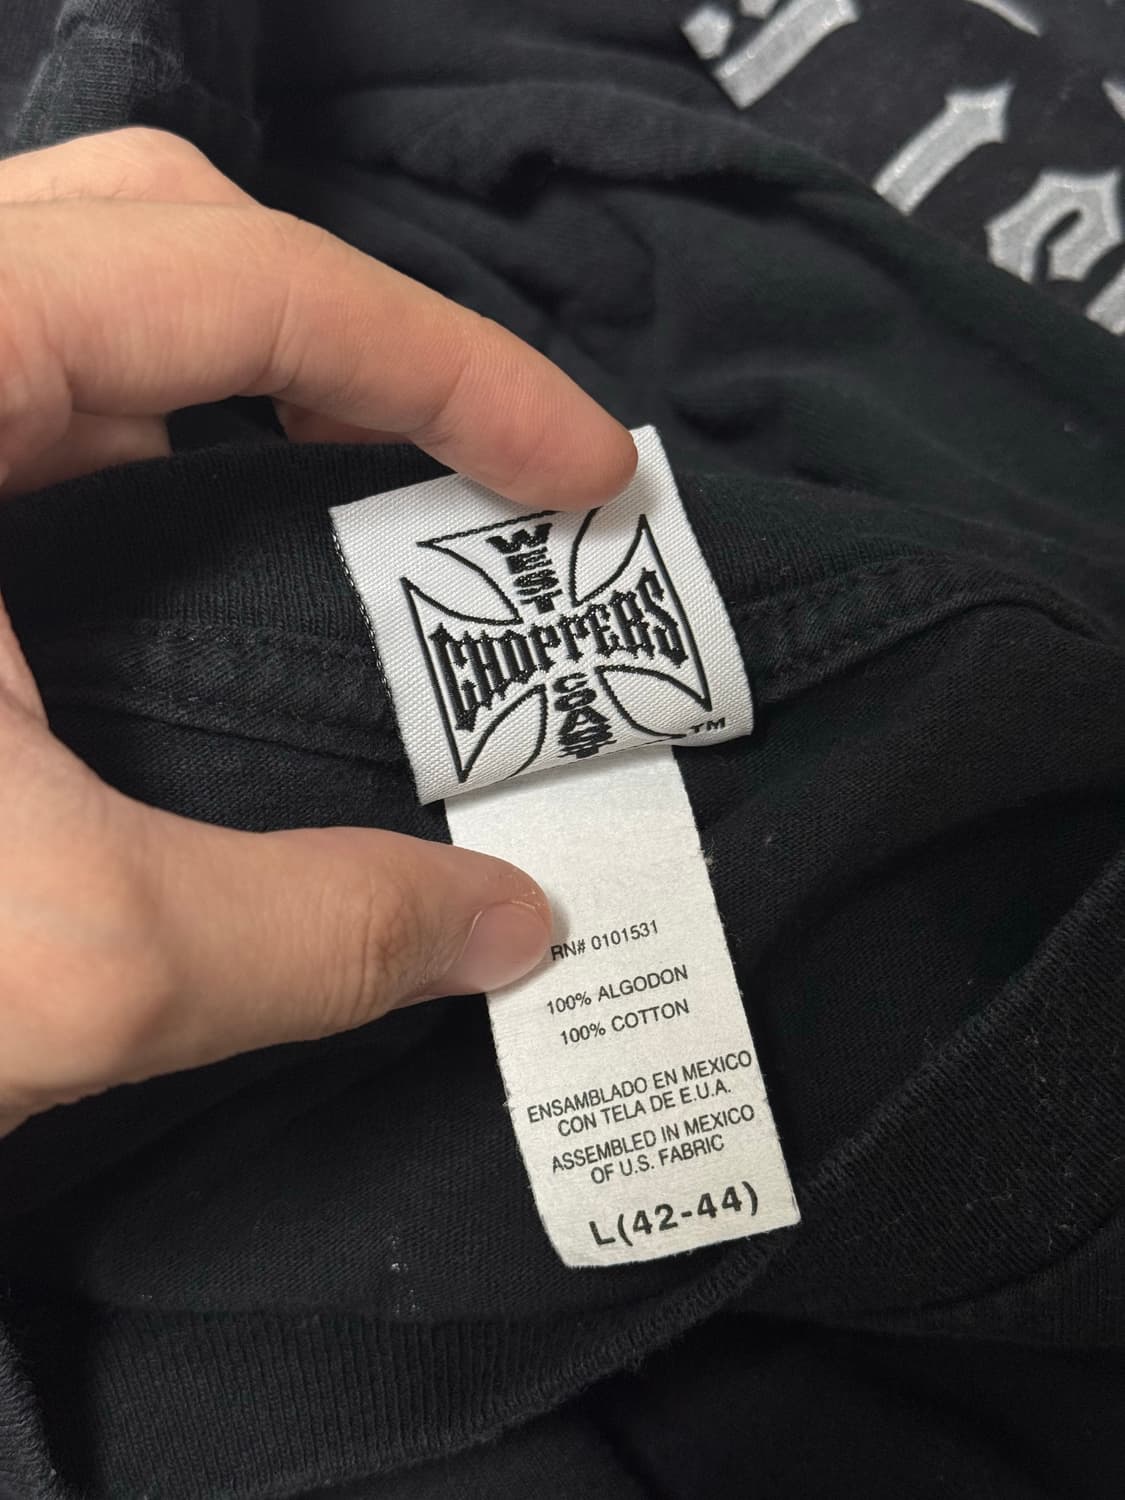 WEST
CHOPPERS
COAST
TM
RN# 0101531
100% ALGODON
100% COTTON
ENSAMBLADO EN MEXICO
CON TELA DE E.U.A.
ASSEMBLED IN MEXICO
OF U.S. FABRIC
L(42-44)